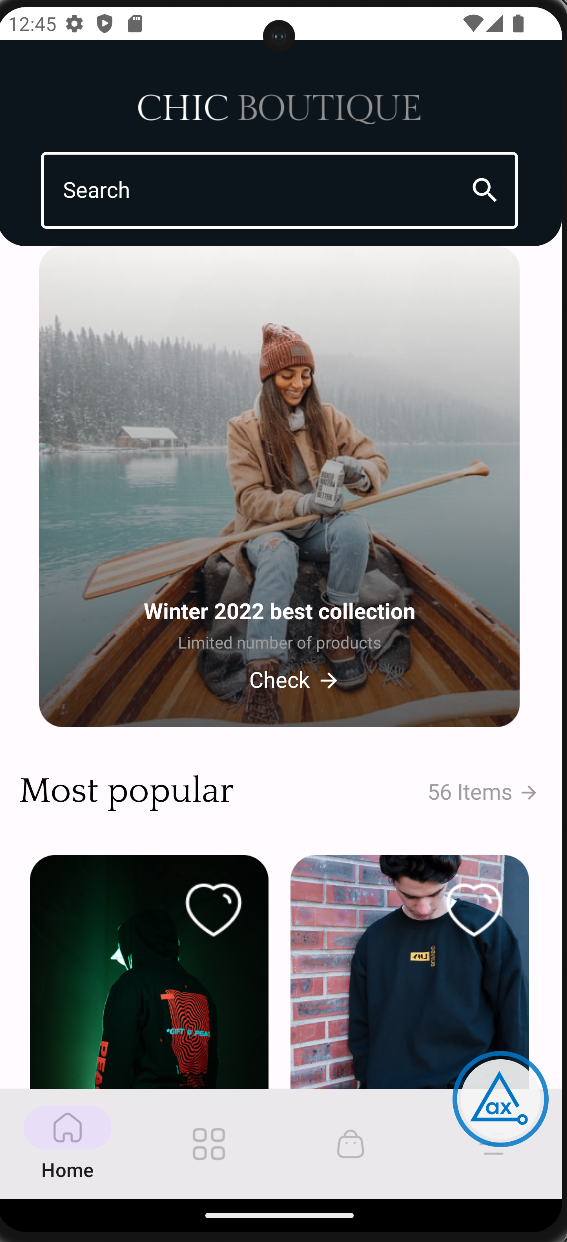 12:45
CHIC BOUTIQUE
Search
Winter 2022 best collection
Limited number of products
Check →
Most popular
56 Items →
ax
Home